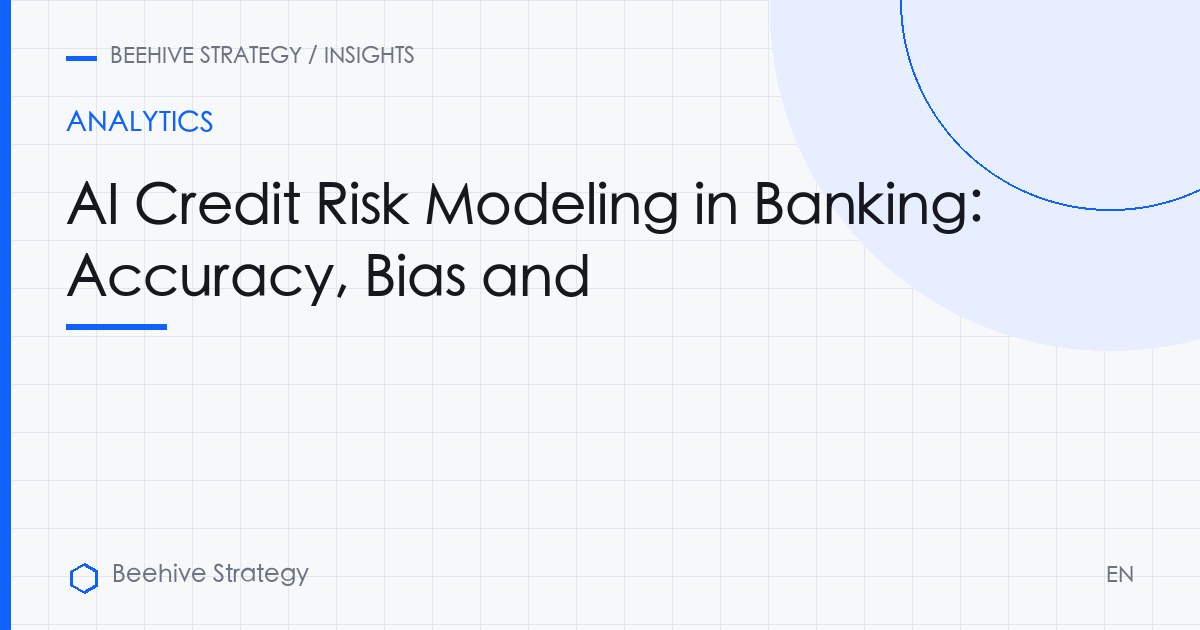 BEEHIVE STRATEGY / INSIGHTS
ANALYTICS
AI Credit Risk Modeling in Banking:
Accuracy, Bias and
Beehive Strategy
EN